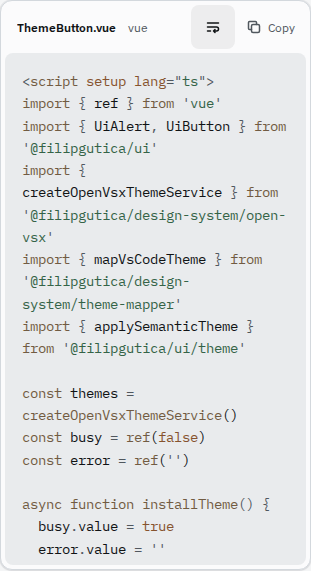 ThemeButton.vue vue Copy
<script setup lang="ts">
import { ref } from 'vue'
import { UiAlert, UiButton } from
'@filipgutica/ui'
import {
createOpenVsxThemeService } from
'@filipgutica/design-system/open-
vsx'
import { mapVsCodeTheme } from
'@filipgutica/design-
system/theme-mapper'
import { applySemanticTheme }
from '@filipgutica/ui/theme'

const themes =
createOpenVsxThemeService()
const busy = ref(false)
const error = ref('')

async function installTheme() {
  busy.value = true
  error.value = ''